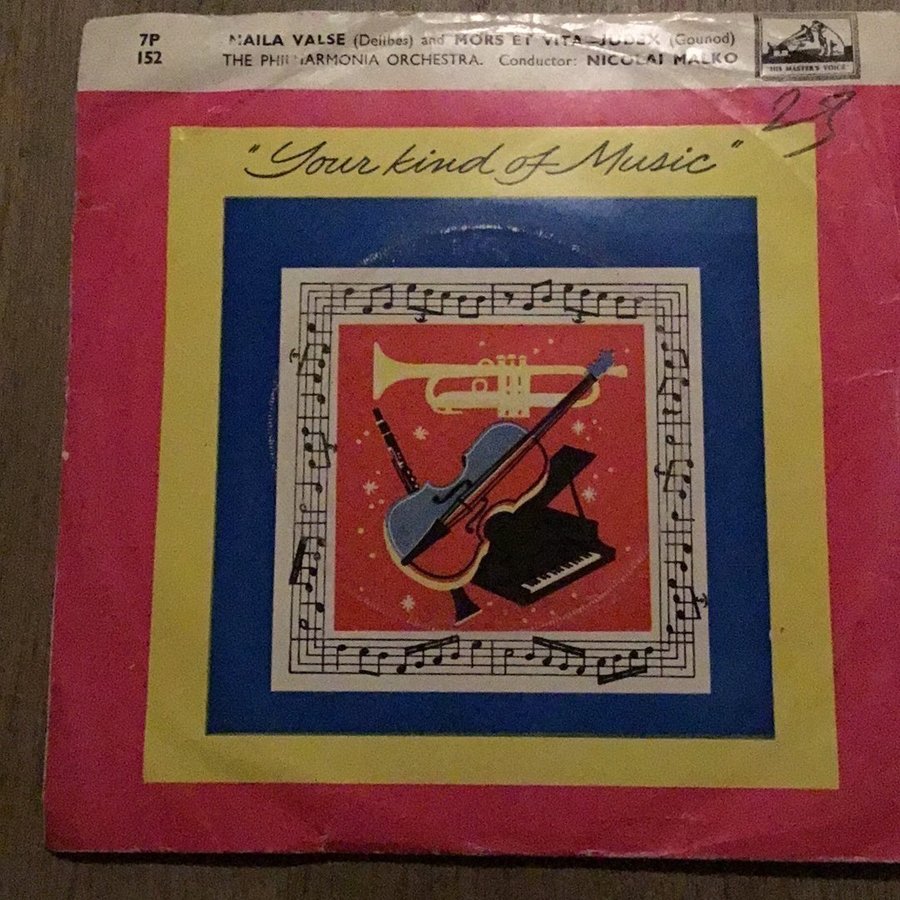 7P NAILA VALSE (Delibes) and MORS ET VITA—JUDEX (Gounod)
152 THE PHILHARMONIA ORCHESTRA. Conductor: NICOLAI MALKO
"HIS MASTER'S VOICE"
"Your kind of Music"